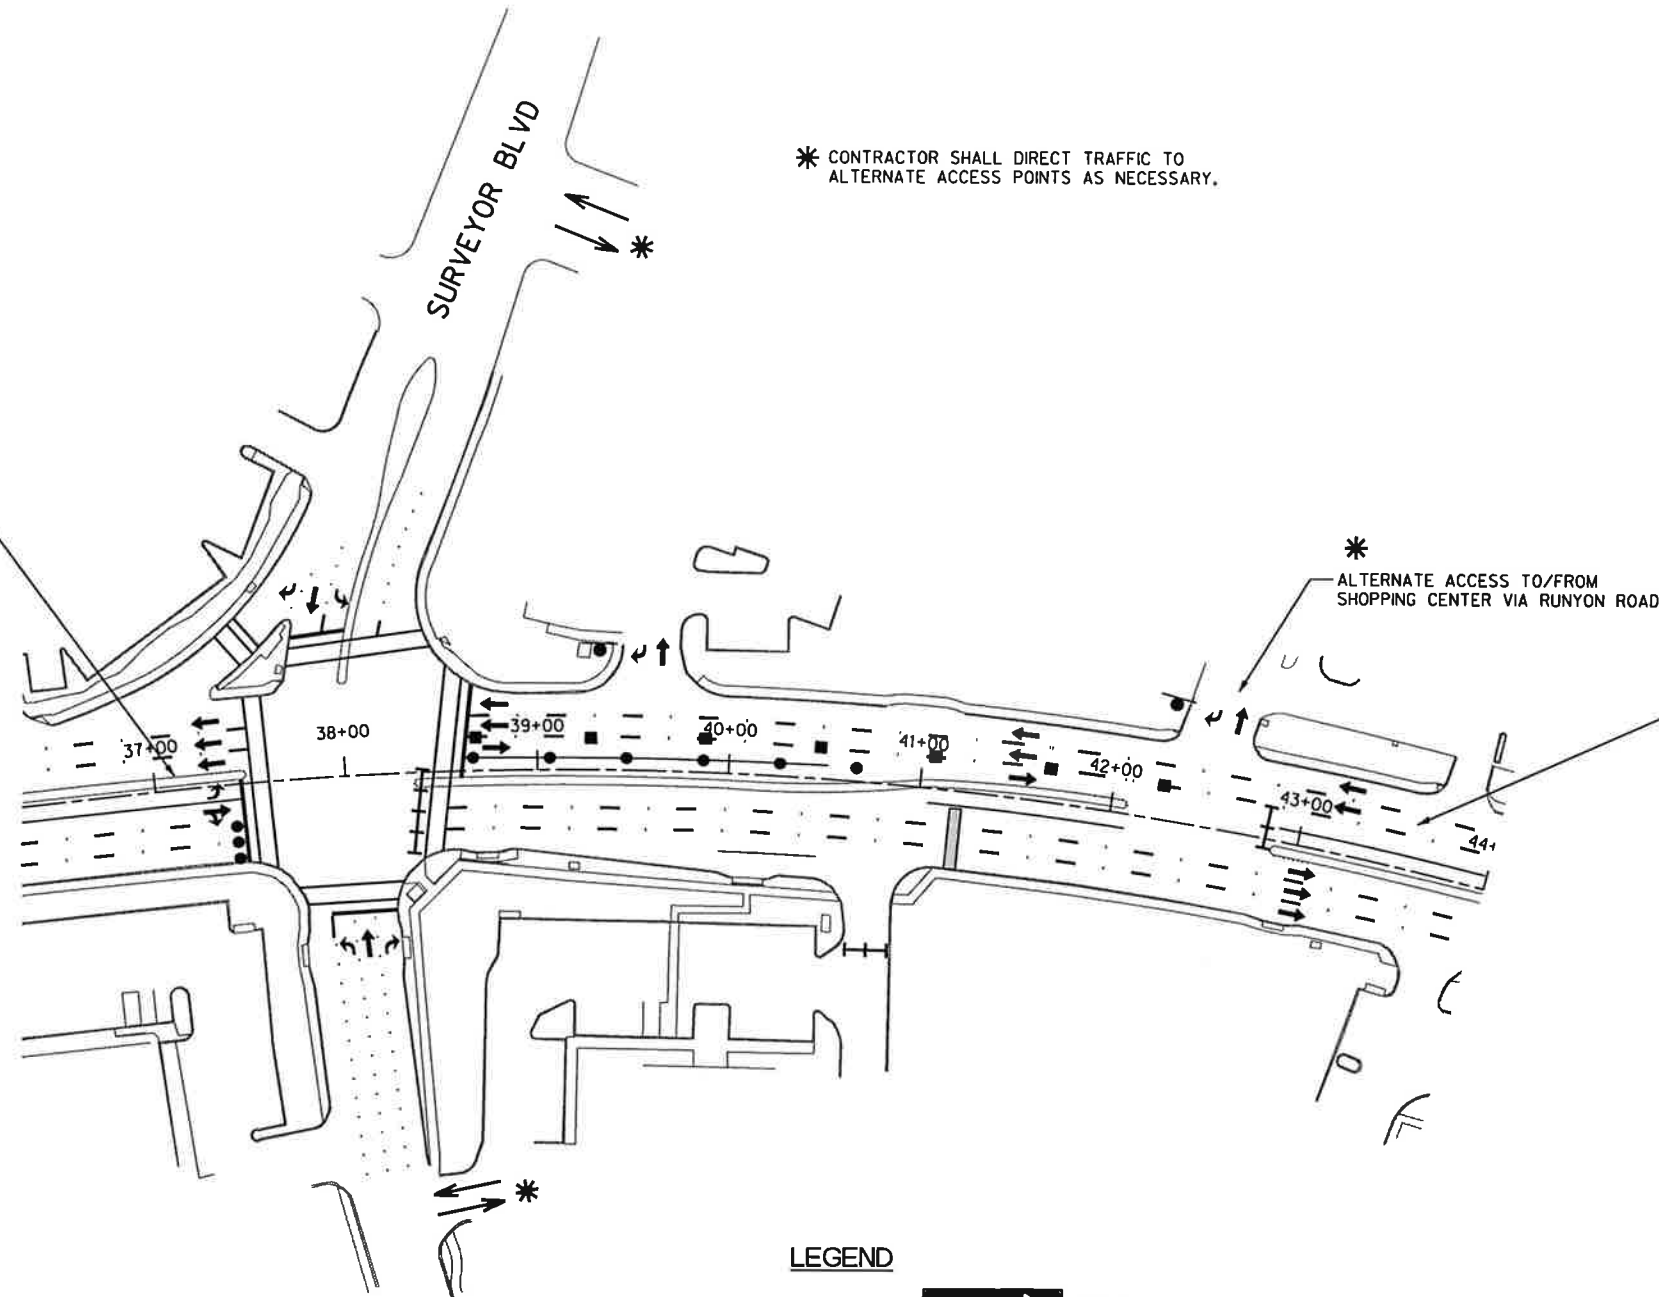 SURVEYOR BLVD
* CONTRACTOR SHALL DIRECT TRAFFIC TO
ALTERNATE ACCESS POINTS AS NECESSARY.
*
*
ALTERNATE ACCESS TO/FROM
SHOPPING CENTER VIA RUNYON ROAD
37+00
38+00
39+00
40+00
41+00
42+00
43+00
44+
*
LEGEND